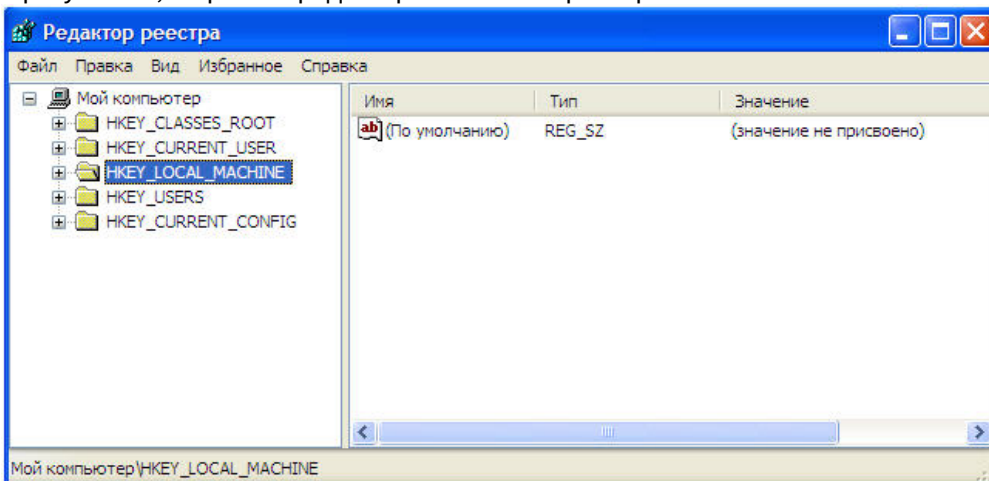 Редактор реестра
Файл Правка Вид Избранное Справка
Мой компьютер
HKEY_CLASSES_ROOT
HKEY_CURRENT_USER
HKEY_LOCAL_MACHINE
HKEY_USERS
HKEY_CURRENT_CONFIG
Имя Тип Значение
ab (По умолчанию) REG_SZ (значение не присвоено)
Мой компьютер\HKEY_LOCAL_MACHINE